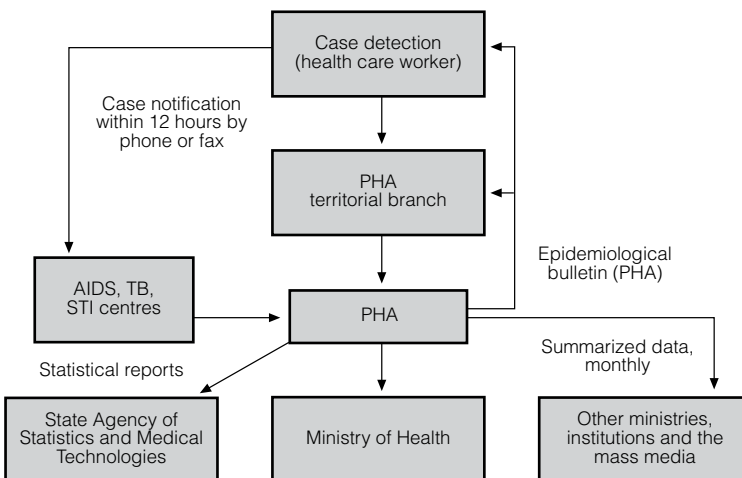 Case detection
(health care worker)
Case notification
within 12 hours by
phone or fax
PHA
territorial branch
Epidemiological
bulletin (PHA)
AIDS, TB,
STI centres
PHA
Statistical reports
Summarized data,
monthly
State Agency of
Statistics and Medical
Technologies
Ministry of Health
Other ministries,
institutions and the
mass media